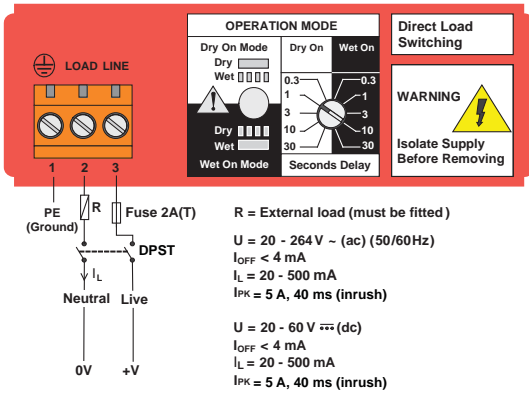 OPERATION MODE
Dry On Mode
Dry
Wet
Dry
Wet
Wet On Mode
Dry On Wet On
0.3 0.3
1 1
3 3
10 10
30 30
Seconds Delay
Direct Load
Switching
WARNING
Isolate Supply
Before Removing
LOAD LINE
1 2 3
PE
(Ground)
R
Fuse 2A(T)
DPST
IL
Neutral Live
0V +V
R = External load (must be fitted)
U = 20 - 264 V ~ (ac) (50/60Hz)
IOFF < 4 mA
IL = 20 - 500 mA
IPK = 5 A, 40 ms (inrush)
U = 20 - 60 V ⎓ (dc)
IOFF < 4 mA
IL = 20 - 500 mA
IPK = 5 A, 40 ms (inrush)